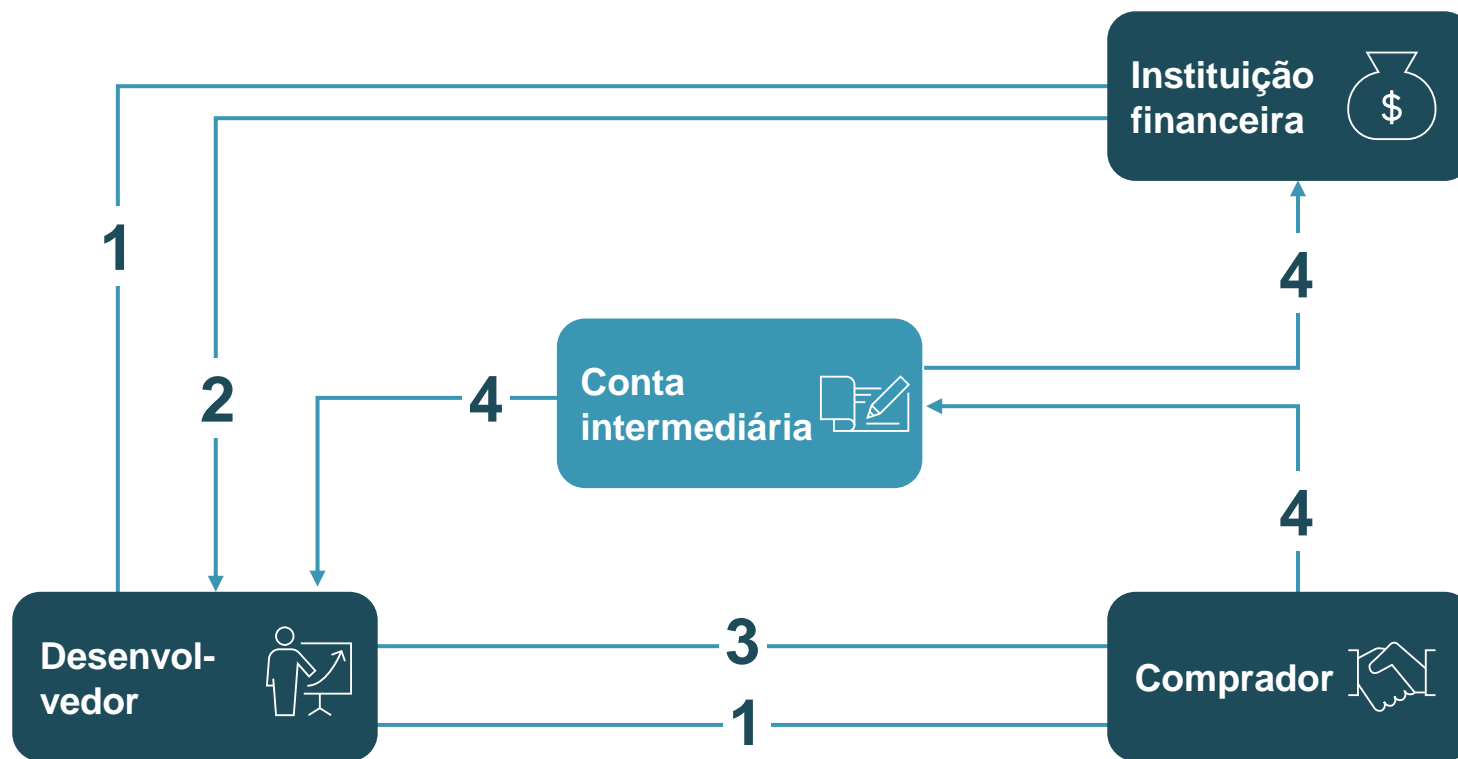 Instituição
financeira
$
1
4
Conta
intermediária
2
4
4
3
Desenvol-
vedor
Comprador
1